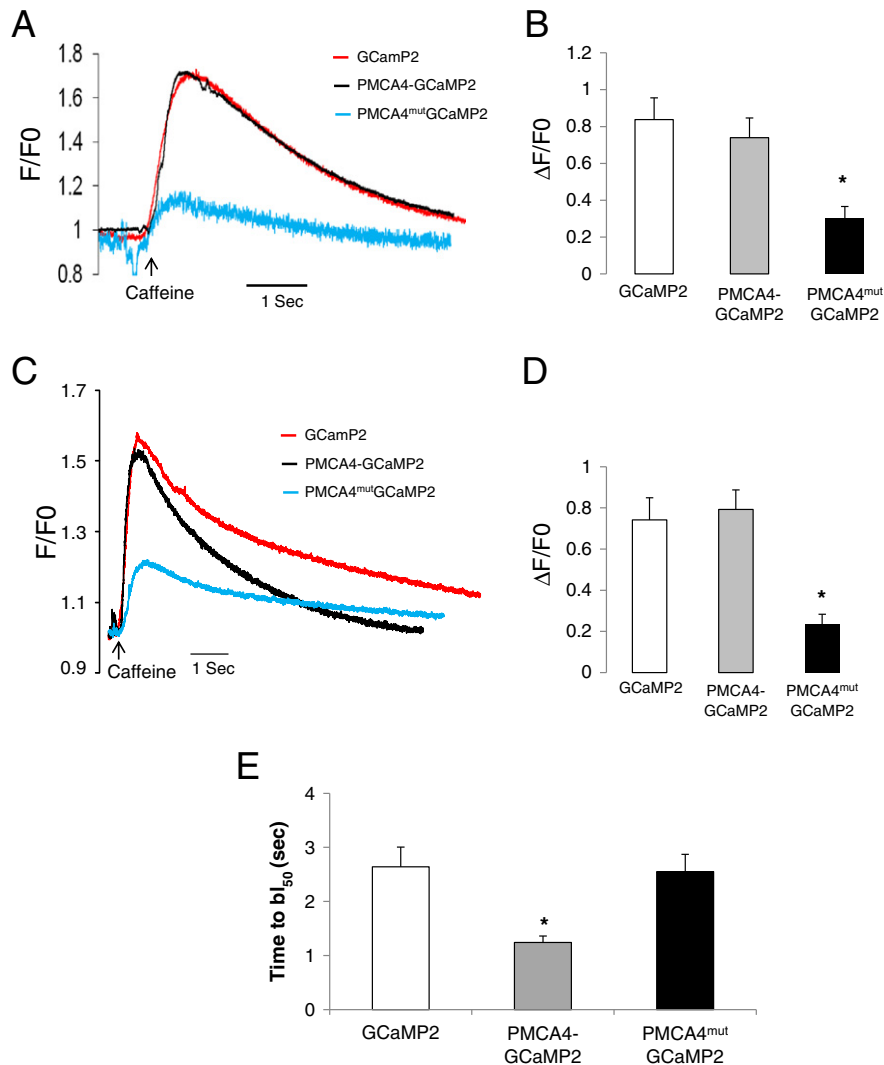 A
F/F0
1.8
1.6
1.4
1.2
1
0.8
GCamP2
PMCA4-GCaMP2
PMCA4ᵐᵘᵗGCaMP2
Caffeine
1 Sec
B
ΔF/F0
1.2
1
0.8
0.6
0.4
0.2
0
*
GCaMP2
PMCA4-
GCaMP2
PMCA4ᵐᵘᵗ
GCaMP2
C
F/F0
1.7
1.5
1.3
1.1
0.9
GCamP2
PMCA4-GCaMP2
PMCA4ᵐᵘᵗGCaMP2
Caffeine
1 Sec
D
ΔF/F0
1
0.8
0.6
0.4
0.2
0
*
GCaMP2
PMCA4-
GCaMP2
PMCA4ᵐᵘᵗ
GCaMP2
E
Time to bI₅₀ (sec)
4
3
2
1
0
*
GCaMP2
PMCA4-
GCaMP2
PMCA4ᵐᵘᵗ
GCaMP2